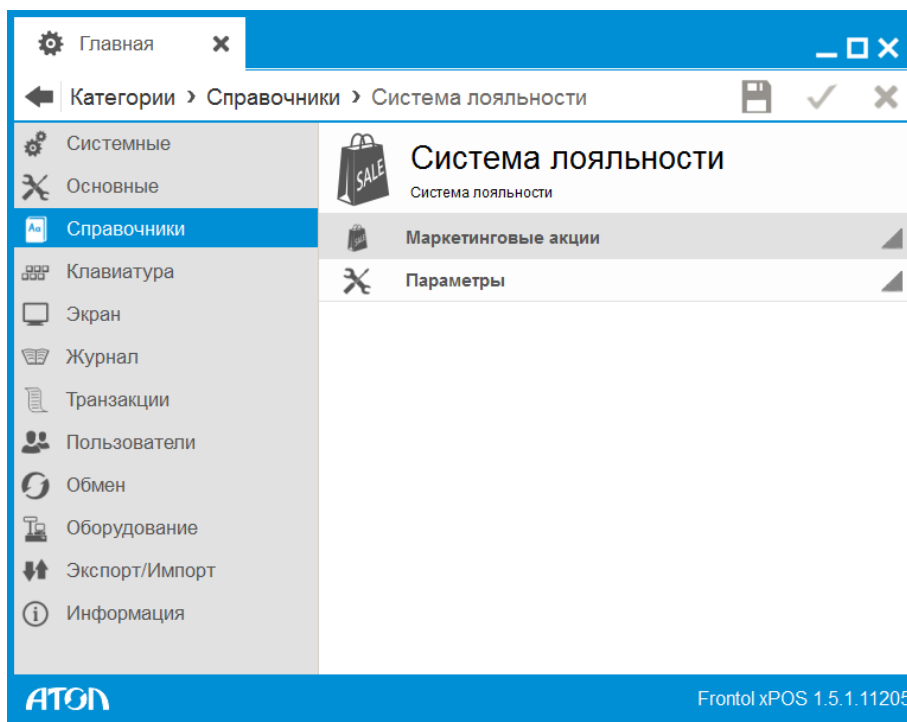 Главная
Категории › Справочники › Система лояльности
Системные
Основные
Справочники
Клавиатура
Экран
Журнал
Транзакции
Пользователи
Обмен
Оборудование
Экспорт/Импорт
Информация
SALE
Система лояльности
Система лояльности
Маркетинговые акции
Параметры
АТОЛ
Frontol xPOS 1.5.1.11205